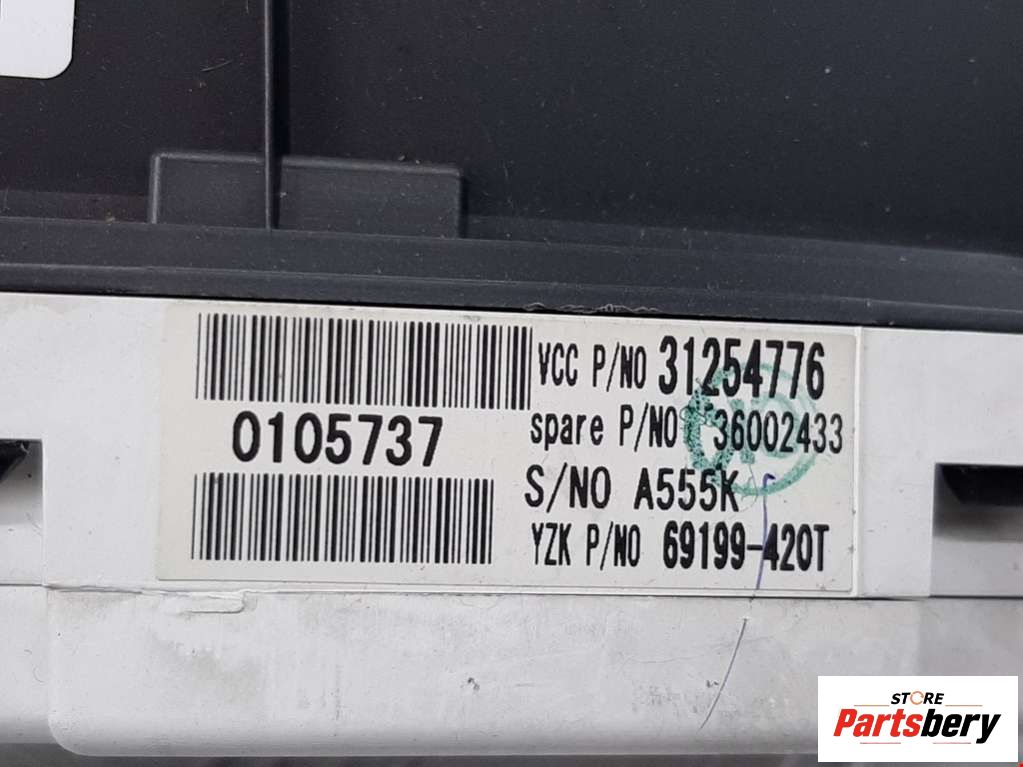 VCC P/NO 31254776
0105737
spare P/NO 36002433
S/NO A555K
YZK P/NO 69199-420T
STORE
Partsbery